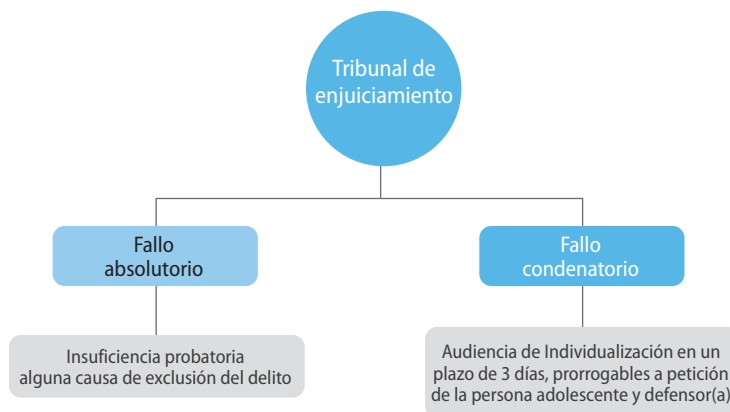 Tribunal de
enjuiciamiento
Fallo
absolutorio
Fallo
condenatorio
Insuficiencia probatoria
alguna causa de exclusión del delito
Audiencia de Individualización en un
plazo de 3 días, prorrogables a petición
de la persona adolescente y defensor(a)